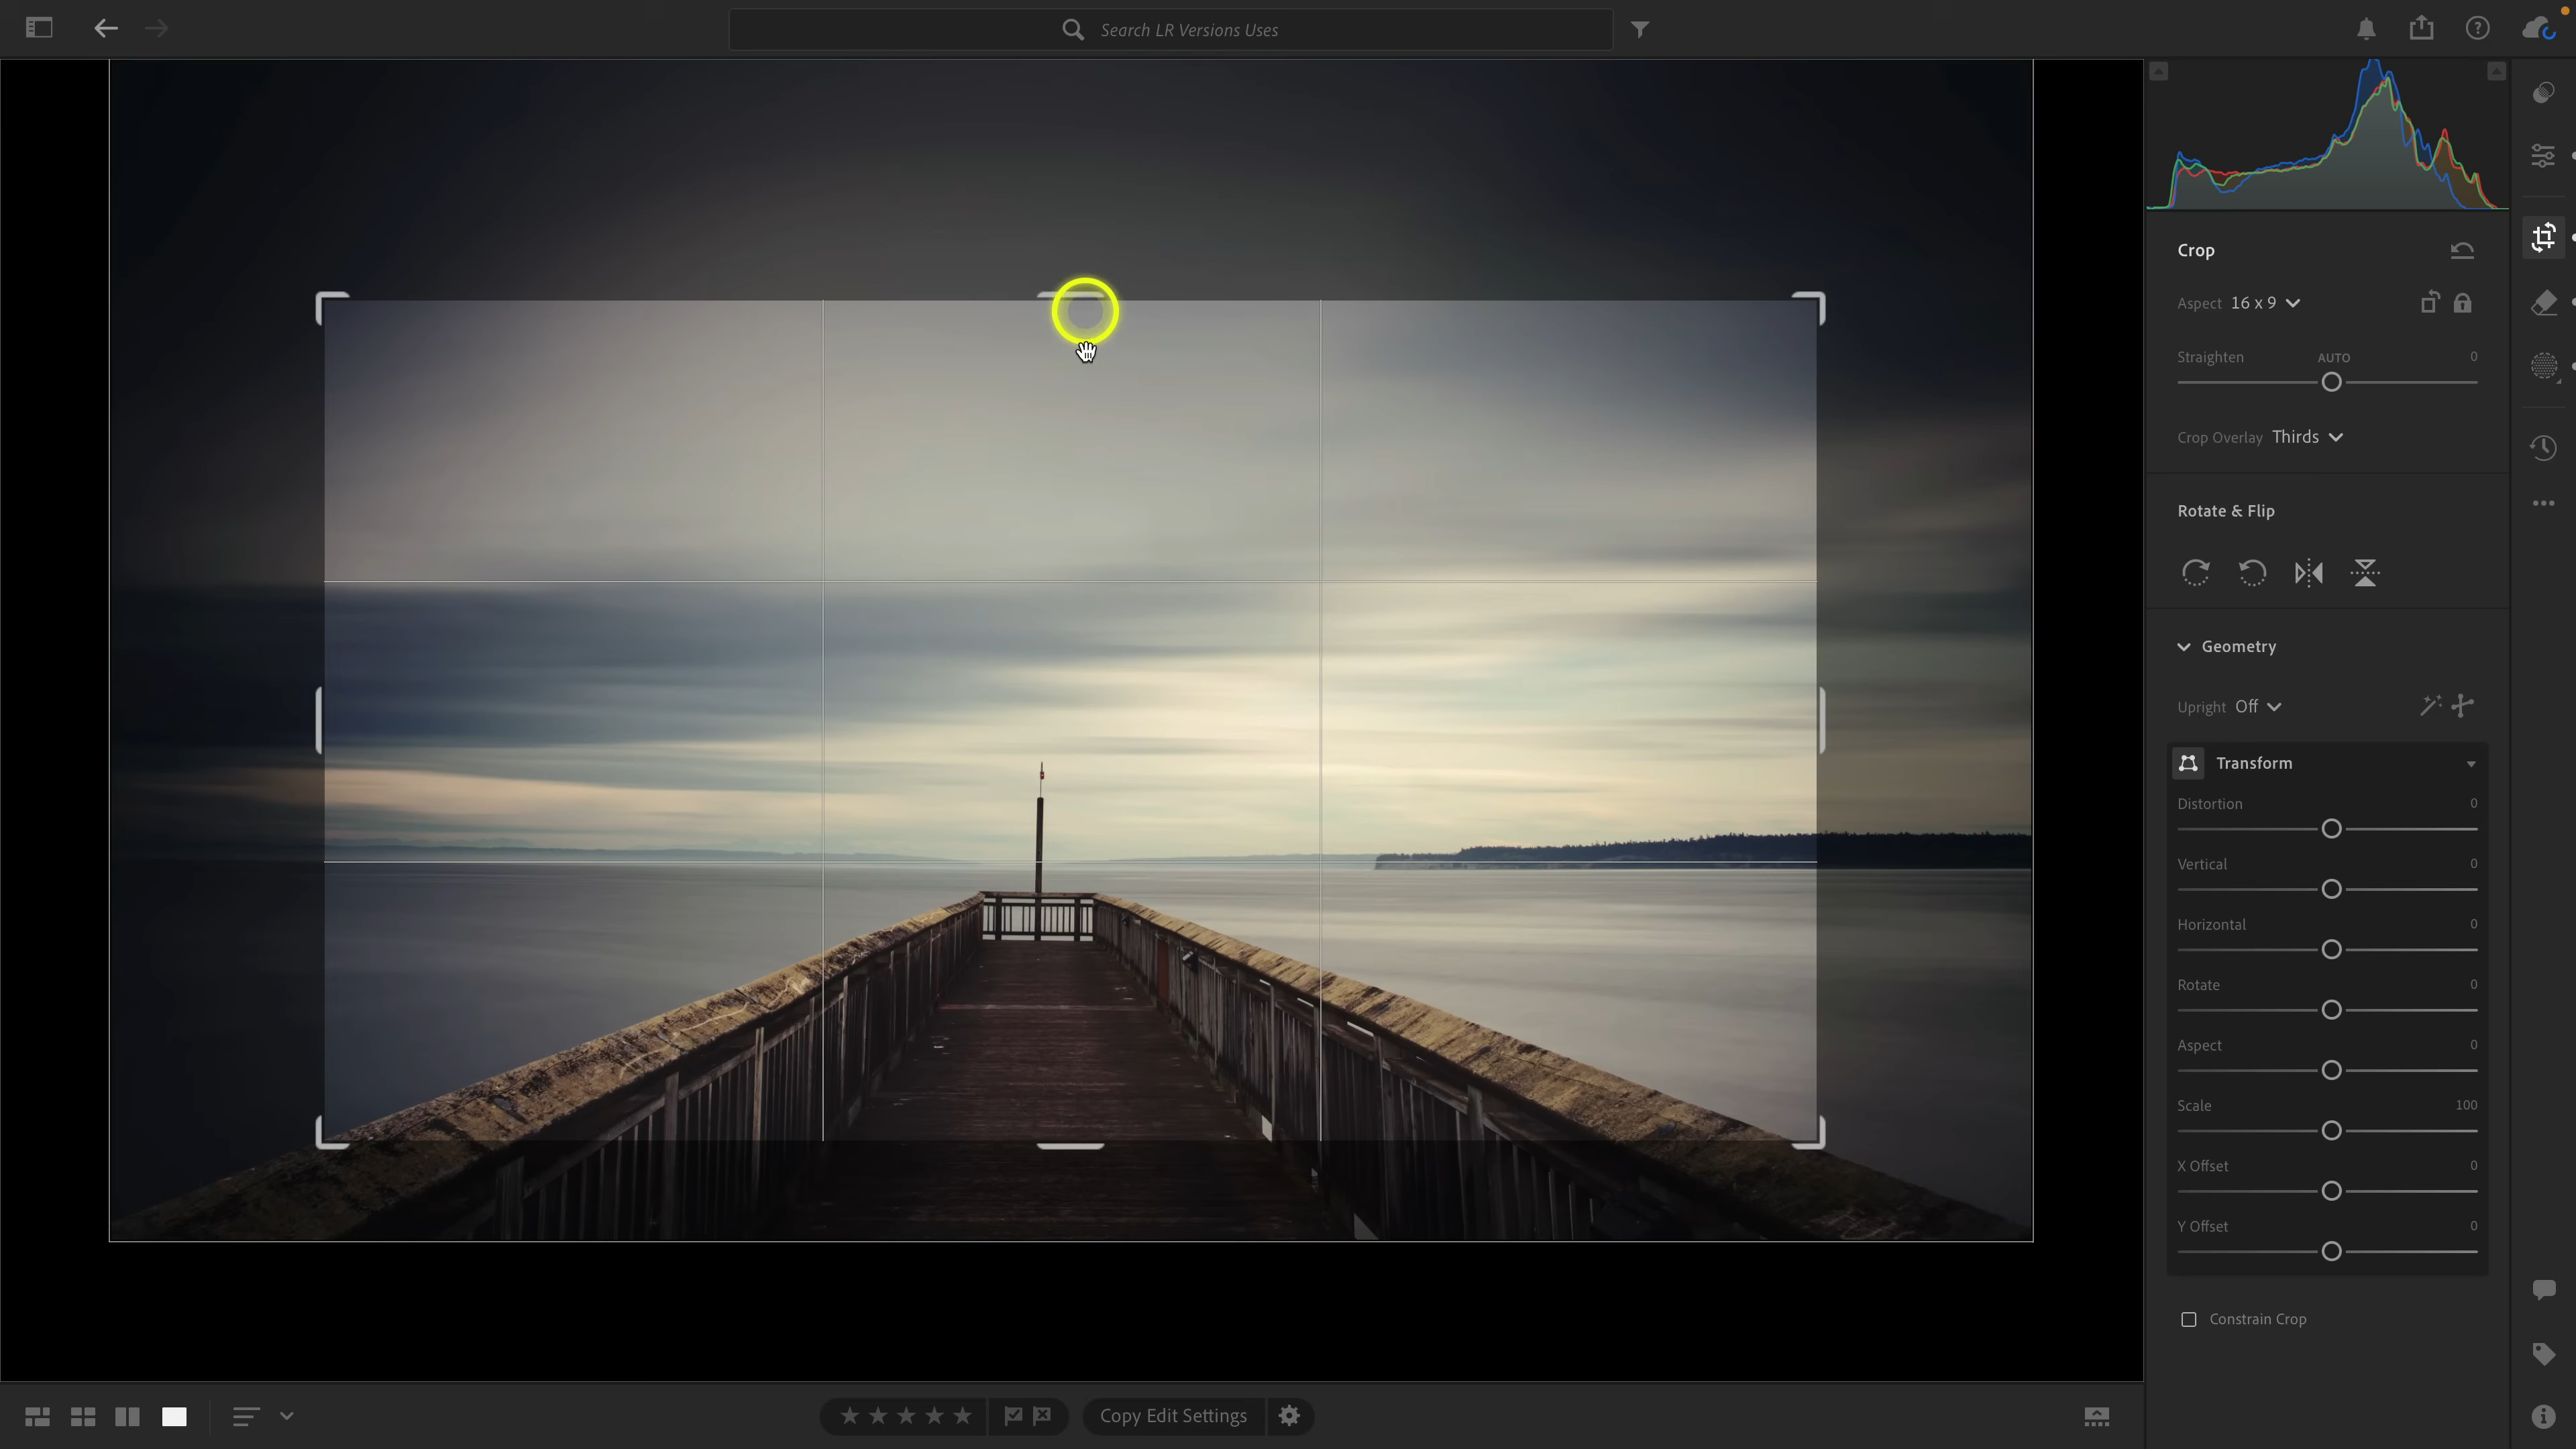 Search LR Versions Uses
Crop
Aspect 16 x 9
Straighten AUTO 0
Crop Overlay Thirds
Rotate & Flip
Geometry
Upright Off
Transform
Distortion 0
Vertical 0
Horizontal 0
Rotate 0
Aspect 0
Scale 100
X Offset 0
Y Offset 0
Constrain Crop
Copy Edit Settings